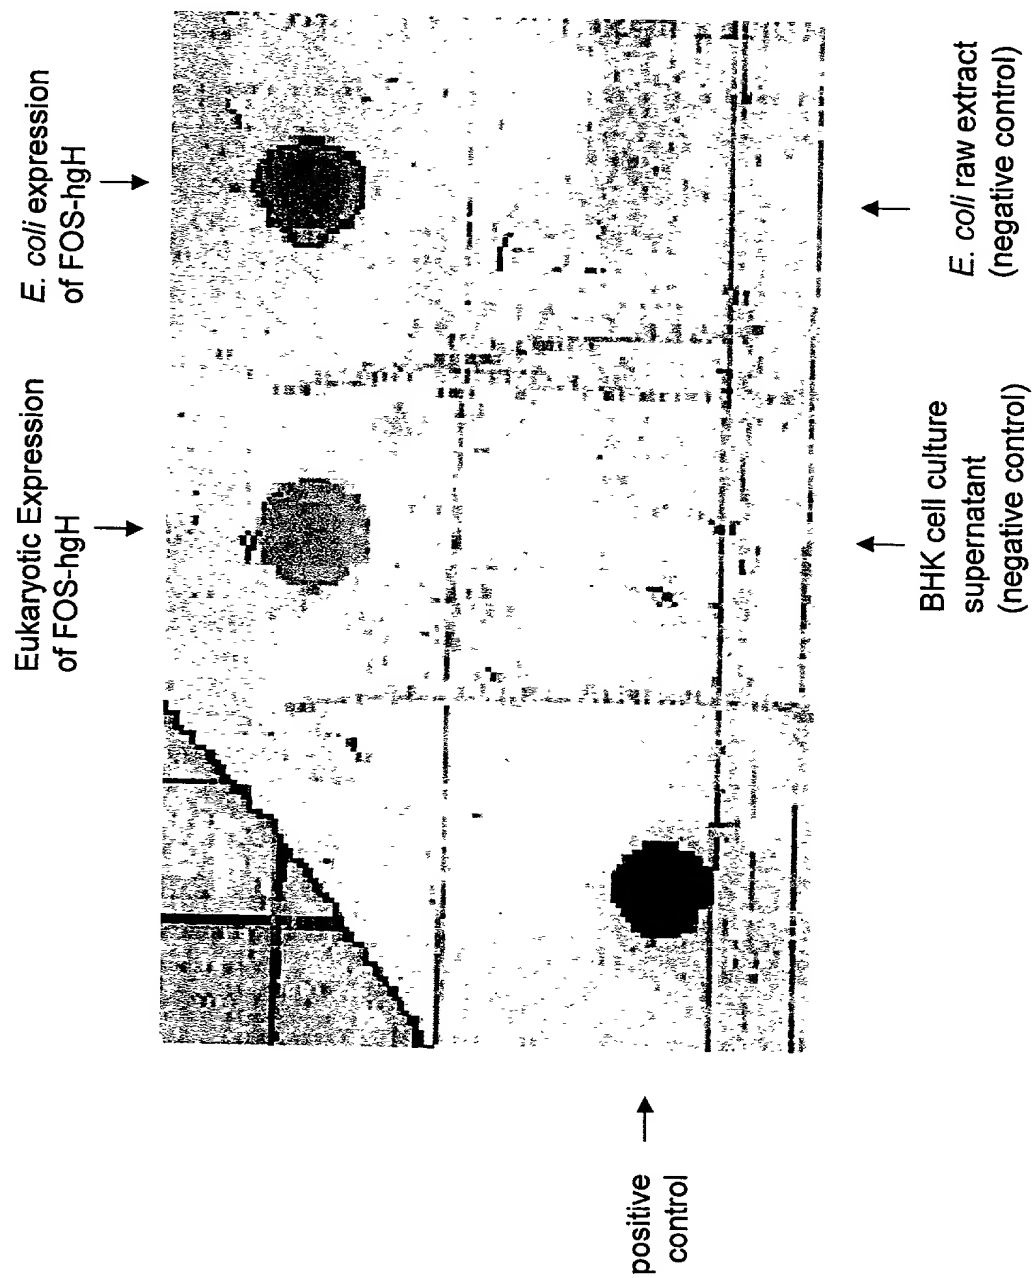 Eukaryotic Expression
of FOS-hgH
E. coli expression
of FOS-hgH
positive
control
BHK cell culture
supernatant
(negative control)
E. coli raw extract
(negative control)